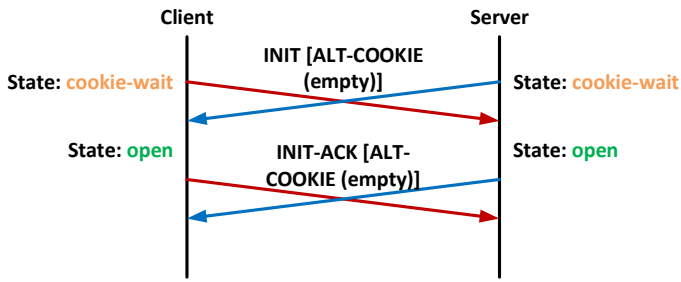 Client
Server
INIT [ALT-COOKIE
(empty)]
State: cookie-wait
State: cookie-wait
State: open
INIT-ACK [ALT-
COOKIE (empty)]
State: open